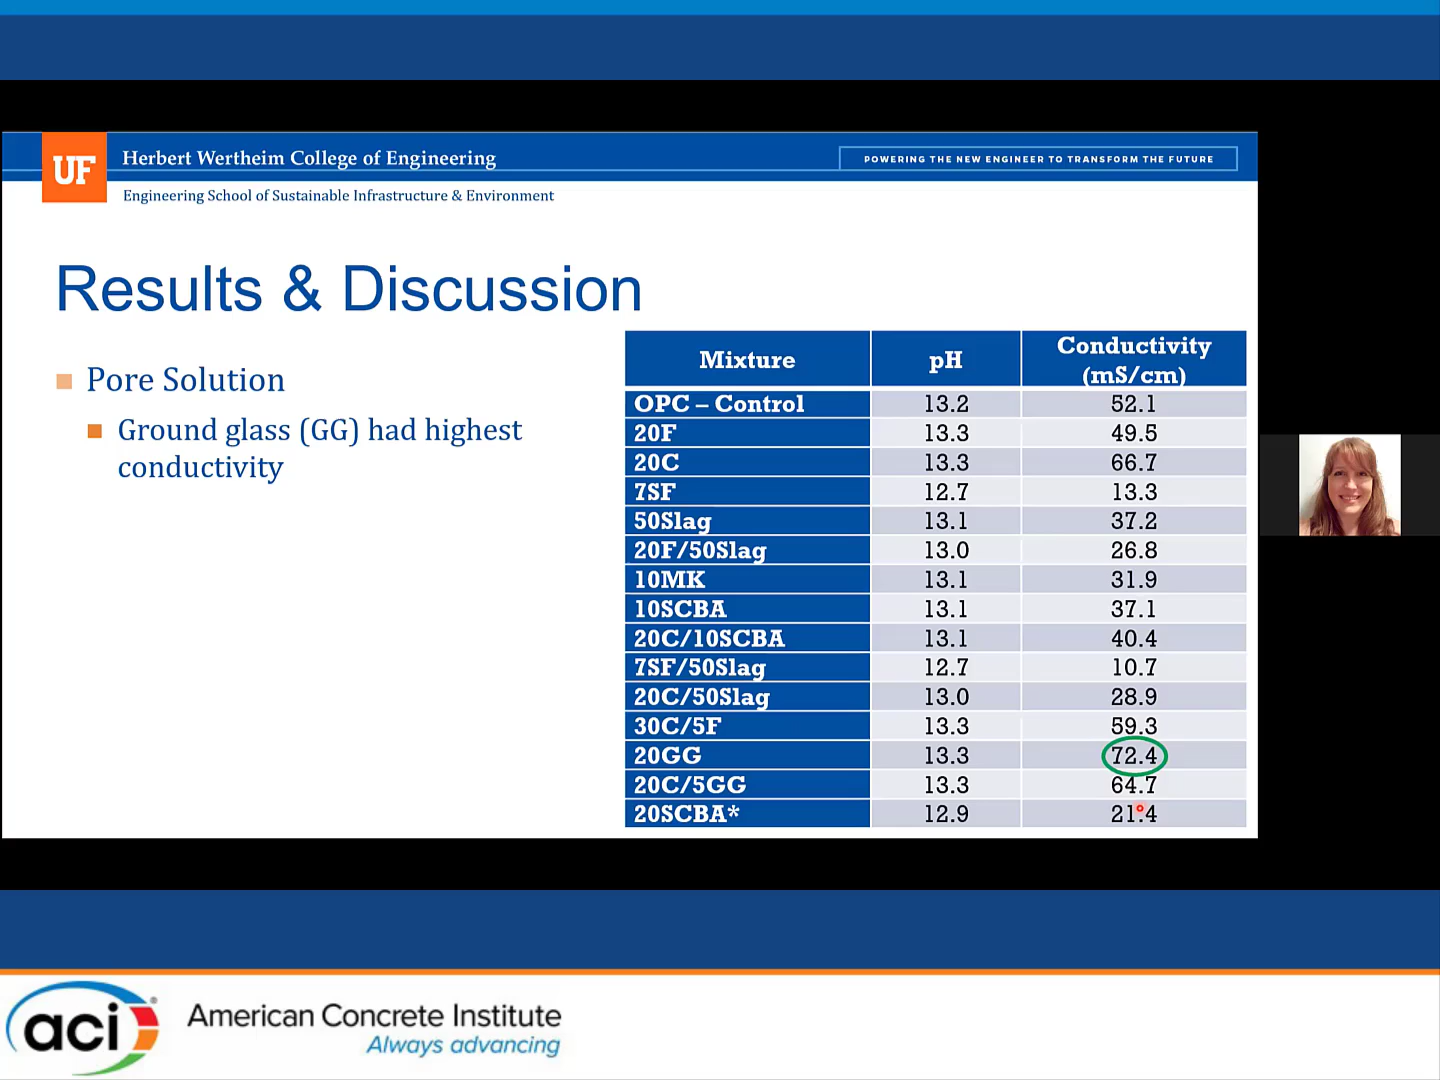 UF
Herbert Wertheim College of Engineering
POWERING THE NEW ENGINEER TO TRANSFORM THE FUTURE
Engineering School of Sustainable Infrastructure & Environment
Results & Discussion
Pore Solution
Ground glass (GG) had highest
conductivity
Mixture pH Conductivity (mS/cm)
OPC – Control 13.2 52.1
20F 13.3 49.5
20C 13.3 66.7
7SF 12.7 13.3
50Slag 13.1 37.2
20F/50Slag 13.0 26.8
10MK 13.1 31.9
10SCBA 13.1 37.1
20C/10SCBA 13.1 40.4
7SF/50Slag 12.7 10.7
20C/50Slag 13.0 28.9
30C/5F 13.3 59.3
20GG 13.3 72.4
20C/5GG 13.3 64.7
20SCBA* 12.9 21.4
aci
American Concrete Institute
Always advancing